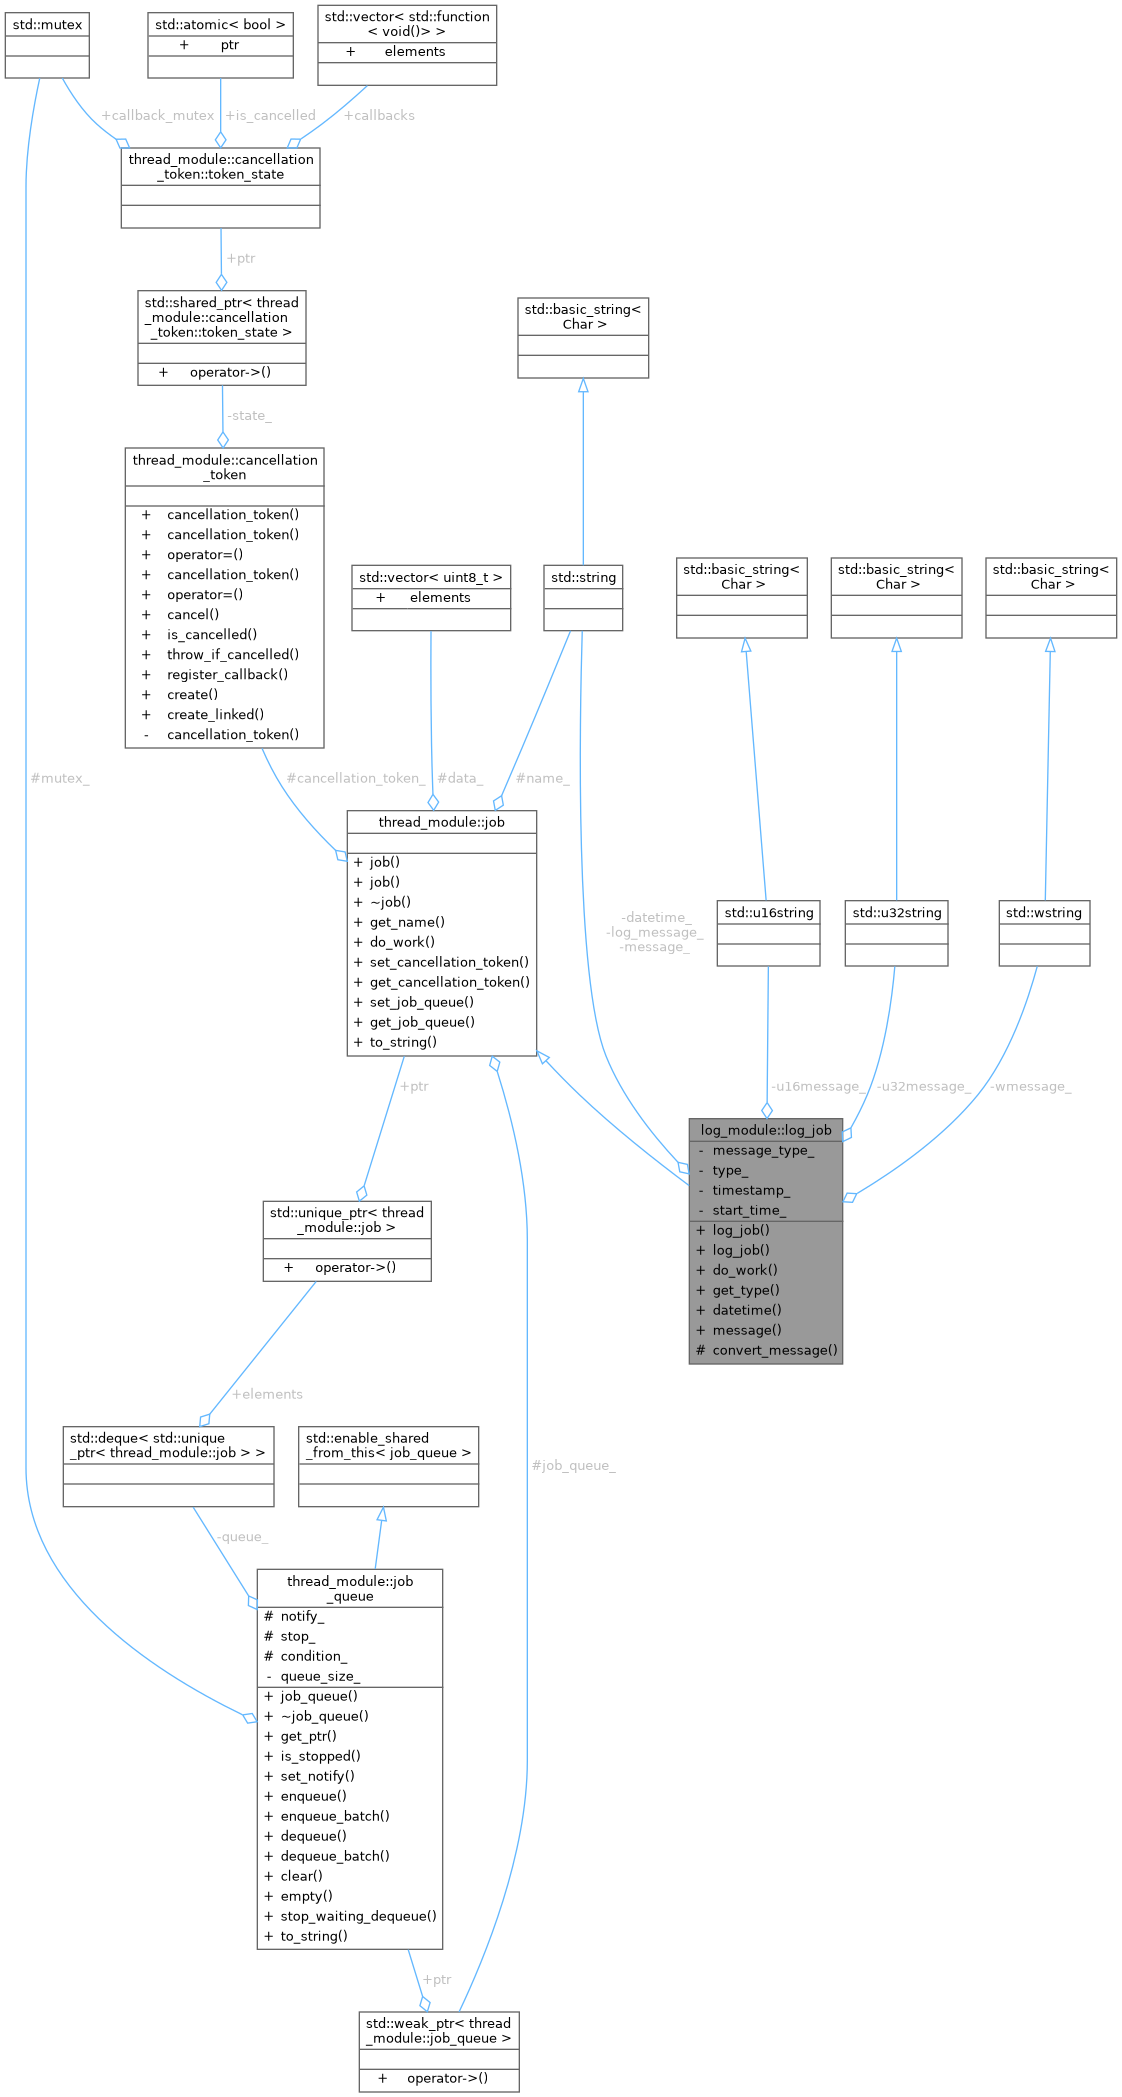 std::mutex
std::atomic< bool >
+ ptr
std::vector< std::function
< void()> >
+ elements
+callback_mutex
+is_cancelled
+callbacks
thread_module::cancellation
_token::token_state
+ptr
std::shared_ptr< thread
_module::cancellation
_token::token_state >
+ operator->()
std::basic_string<
Char >
-state_
thread_module::cancellation
_token
+ cancellation_token()
+ cancellation_token()
+ operator=()
+ cancellation_token()
+ operator=()
+ cancel()
+ is_cancelled()
+ throw_if_cancelled()
+ register_callback()
+ create()
+ create_linked()
- cancellation_token()
std::vector< uint8_t >
+ elements
std::string
std::basic_string<
Char >
std::basic_string<
Char >
std::basic_string<
Char >
#mutex_
#cancellation_token_
#data_
#name_
thread_module::job
+ job()
+ job()
+ ~job()
+ get_name()
+ do_work()
+ set_cancellation_token()
+ get_cancellation_token()
+ set_job_queue()
+ get_job_queue()
+ to_string()
-datetime_
-log_message_
-message_
std::u16string
std::u32string
std::wstring
+ptr
-u16message_
-u32message_
-wmessage_
log_module::log_job
- message_type_
- type_
- timestamp_
- start_time_
+ log_job()
+ log_job()
+ do_work()
+ get_type()
+ datetime()
+ message()
# convert_message()
std::unique_ptr< thread
_module::job >
+ operator->()
+elements
std::deque< std::unique
_ptr< thread_module::job > >
std::enable_shared
_from_this< job_queue >
#job_queue_
-queue_
thread_module::job
_queue
# notify_
# stop_
# condition_
- queue_size_
+ job_queue()
+ ~job_queue()
+ get_ptr()
+ is_stopped()
+ set_notify()
+ enqueue()
+ enqueue_batch()
+ dequeue()
+ dequeue_batch()
+ clear()
+ empty()
+ stop_waiting_dequeue()
+ to_string()
+ptr
std::weak_ptr< thread
_module::job_queue >
+ operator->()